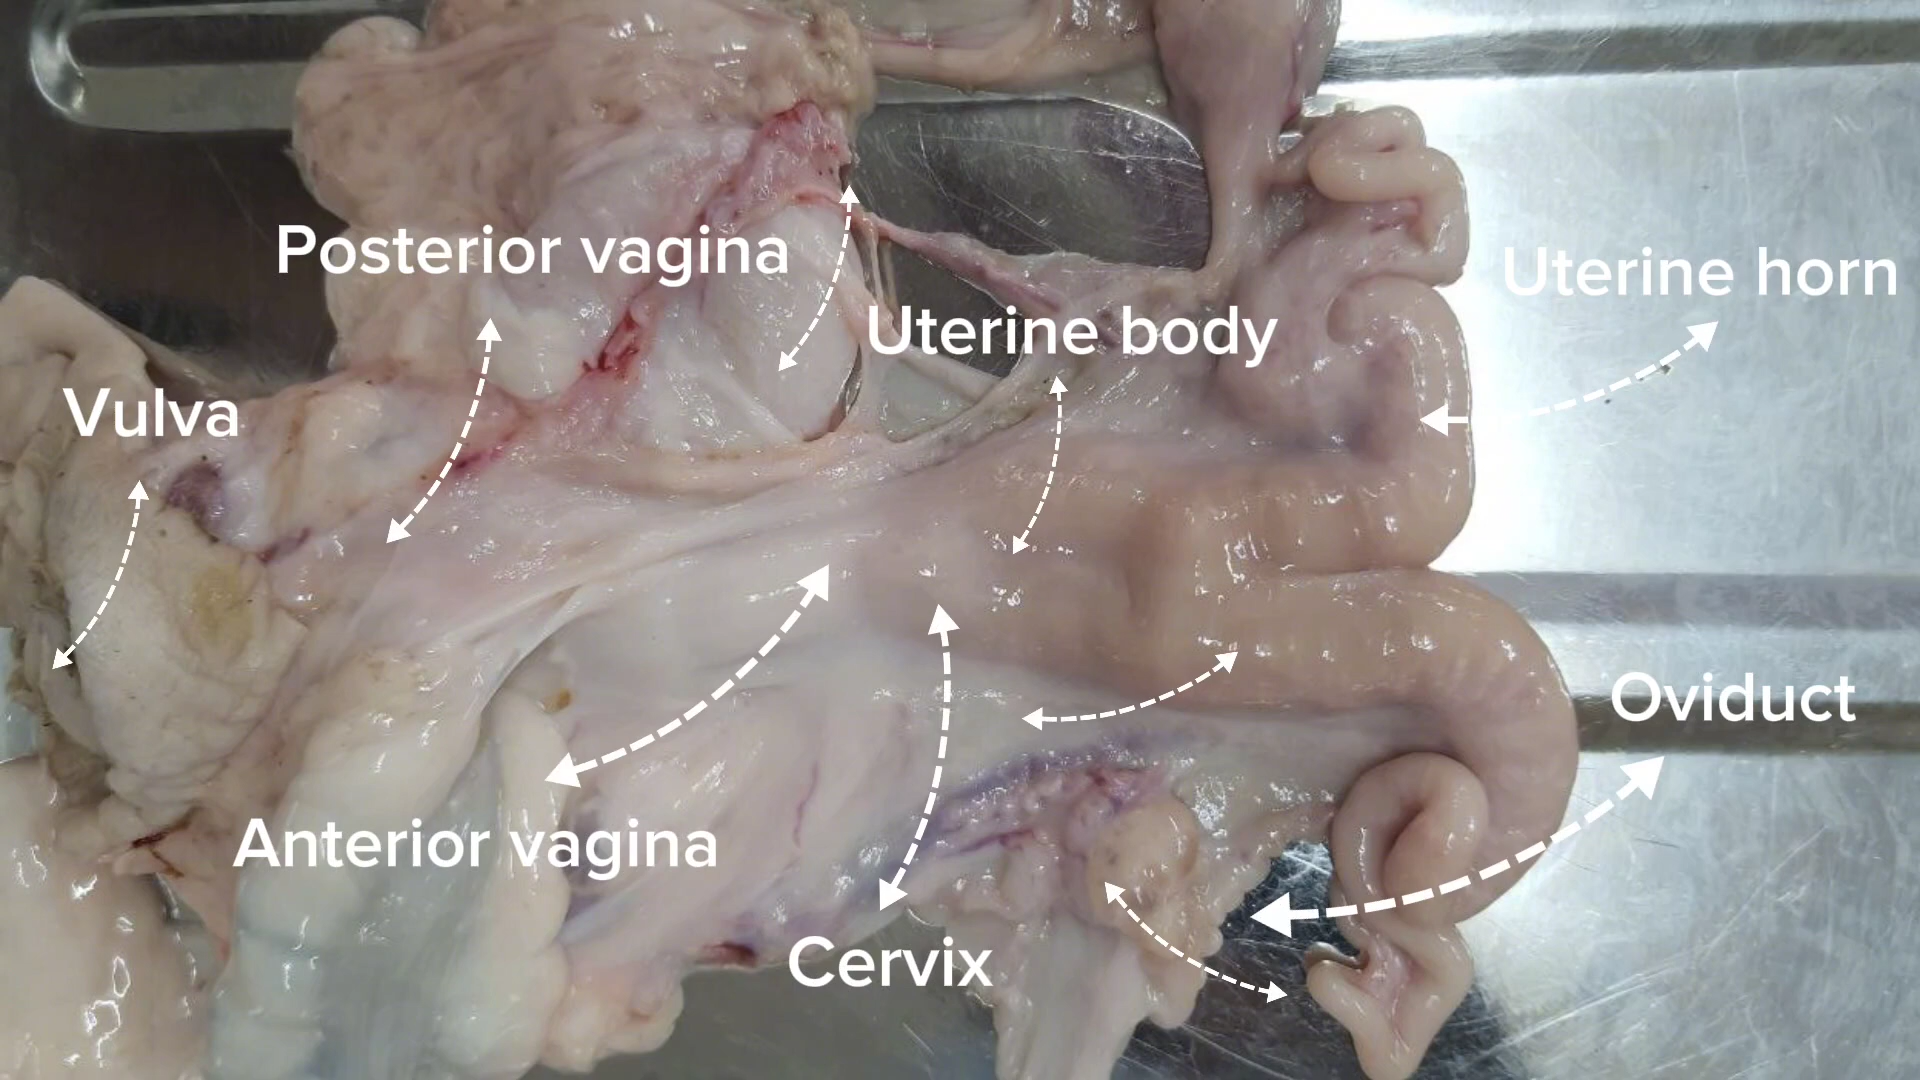 Posterior vagina
Uterine horn
Uterine body
Vulva
Oviduct
Anterior vagina
Cervix